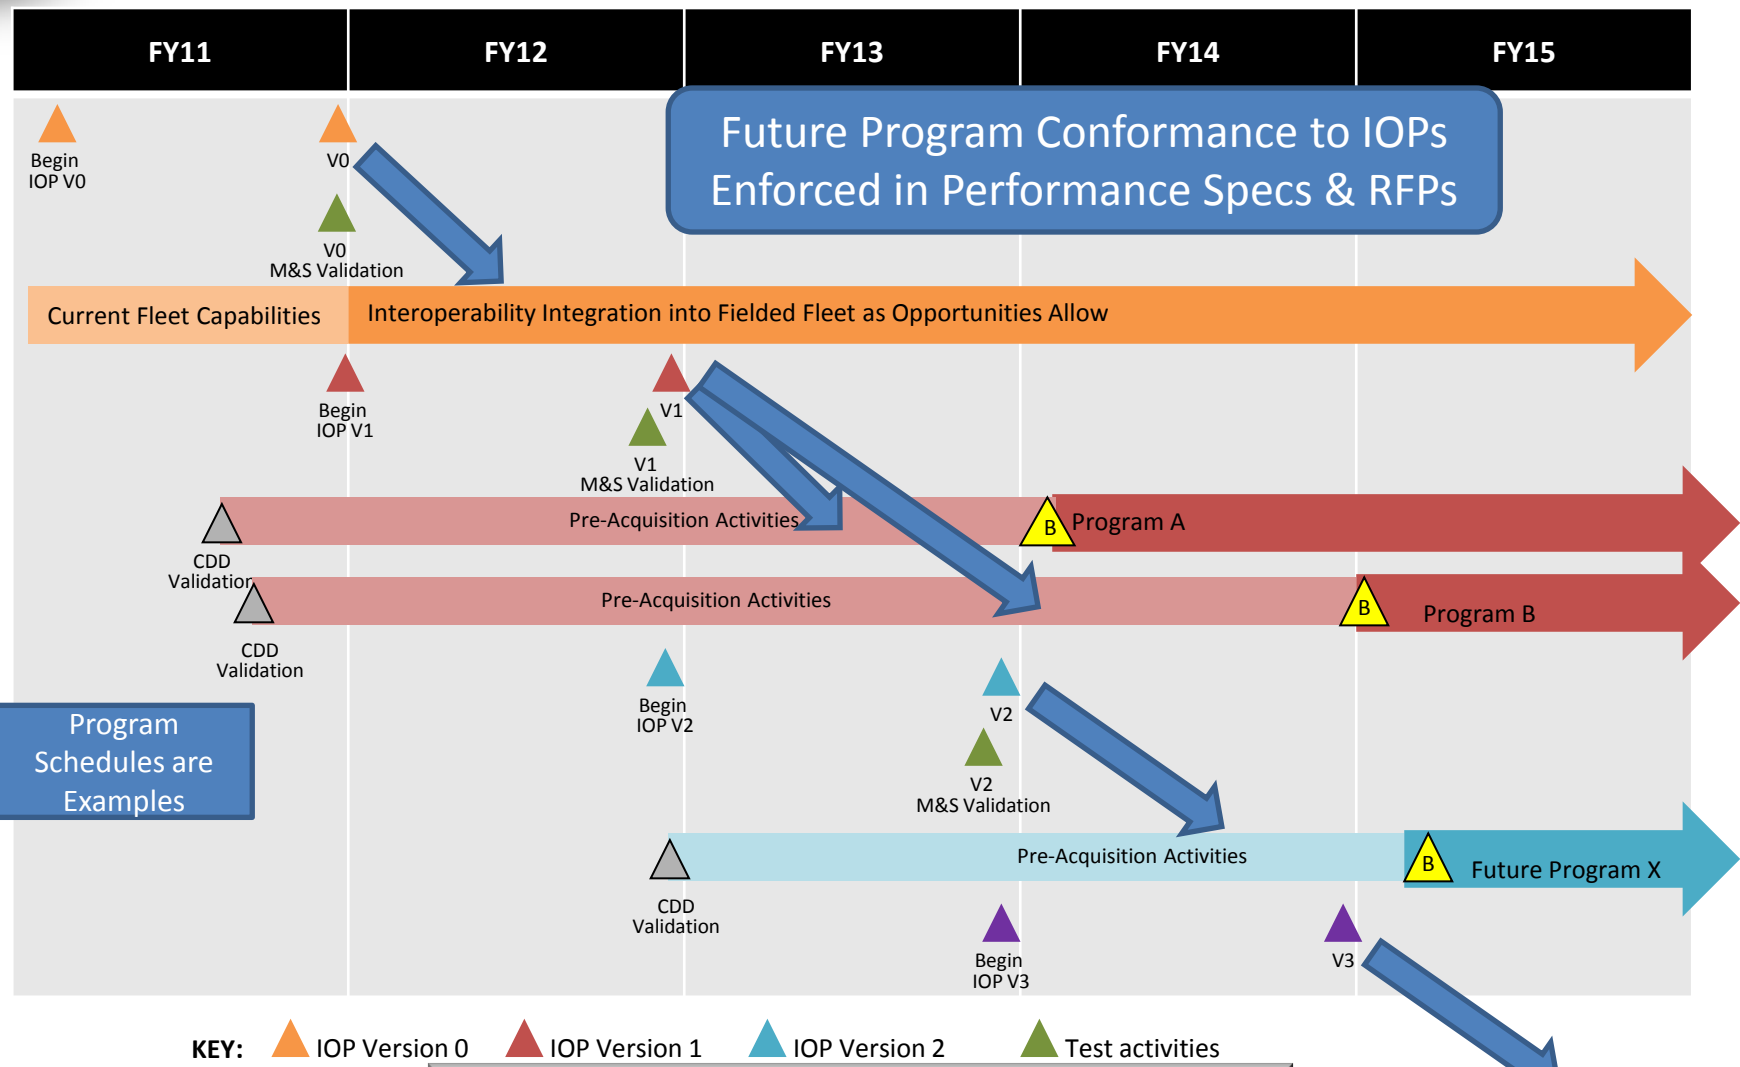 FY11
FY12
FY13
FY14
FY15
Future Program Conformance to IOPs
Enforced in Performance Specs & RFPs
Begin
IOP V0
V0
V0
M&S Validation
Current Fleet Capabilities
Interoperability Integration into Fielded Fleet as Opportunities Allow
Begin
IOP V1
V1
V1
M&S Validation
Pre-Acquisition Activities
B
Program A
CDD
Validation
Pre-Acquisition Activities
B
Program B
CDD
Validation
Begin
IOP V2
V2
V2
M&S Validation
Program
Schedules are
Examples
Pre-Acquisition Activities
B
Future Program X
CDD
Validation
Begin
IOP V3
V3
KEY:
IOP Version 0
IOP Version 1
IOP Version 2
Test activities